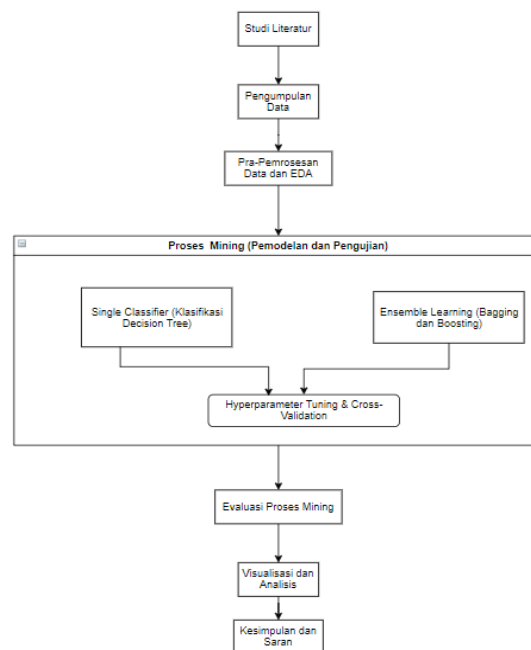 Studi Literatur
Pengumpulan
Data
Pra-Pemrosesan
Data dan EDA
Proses Mining (Pemodelan dan Pengujian)
Single Classifier (Klasifikasi
Decision Tree)
Ensemble Learning (Bagging
dan Boosting)
Hyperparameter Tuning & Cross-
Validation
Evaluasi Proses Mining
Visualisasi dan
Analisis
Kesimpulan dan
Saran